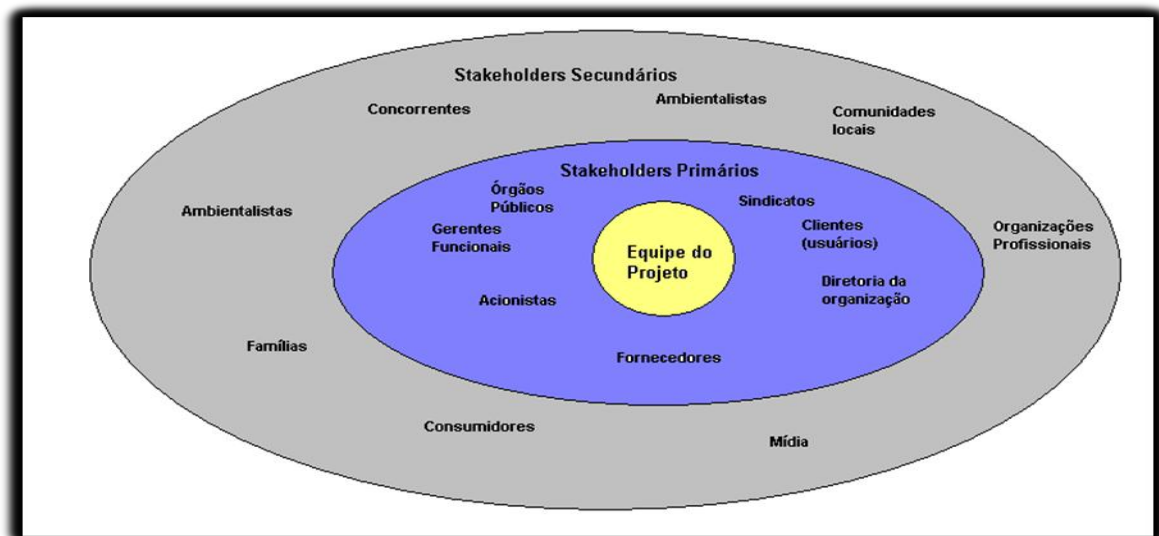 Stakeholders Secundários
Concorrentes
Ambientalistas
Comunidades
locais
Stakeholders Primários
Órgãos
Públicos
Sindicatos
Ambientalistas
Gerentes
Funcionais
Clientes
(usuários)
Organizações
Profissionais
Equipe do
Projeto
Acionistas
Diretoria da
organização
Famílias
Fornecedores
Consumidores
Mídia